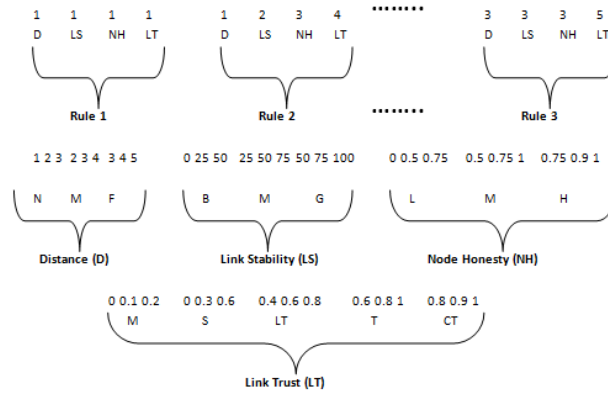 1 1 1 1 1 2 3 4 ........ 3 3 3 5
D LS NH LT D LS NH LT D LS NH LT
Rule 1 Rule 2 ........ Rule 3
1 2 3 2 3 4 3 4 5 0 25 50 25 50 75 50 75 100 0 0.5 0.75 0.5 0.75 1 0.75 0.9 1
N M F B M G L M H
Distance (D) Link Stability (LS) Node Honesty (NH)
0 0.1 0.2 0 0.3 0.6 0.4 0.6 0.8 0.6 0.8 1 0.8 0.9 1
M S LT T CT
Link Trust (LT)